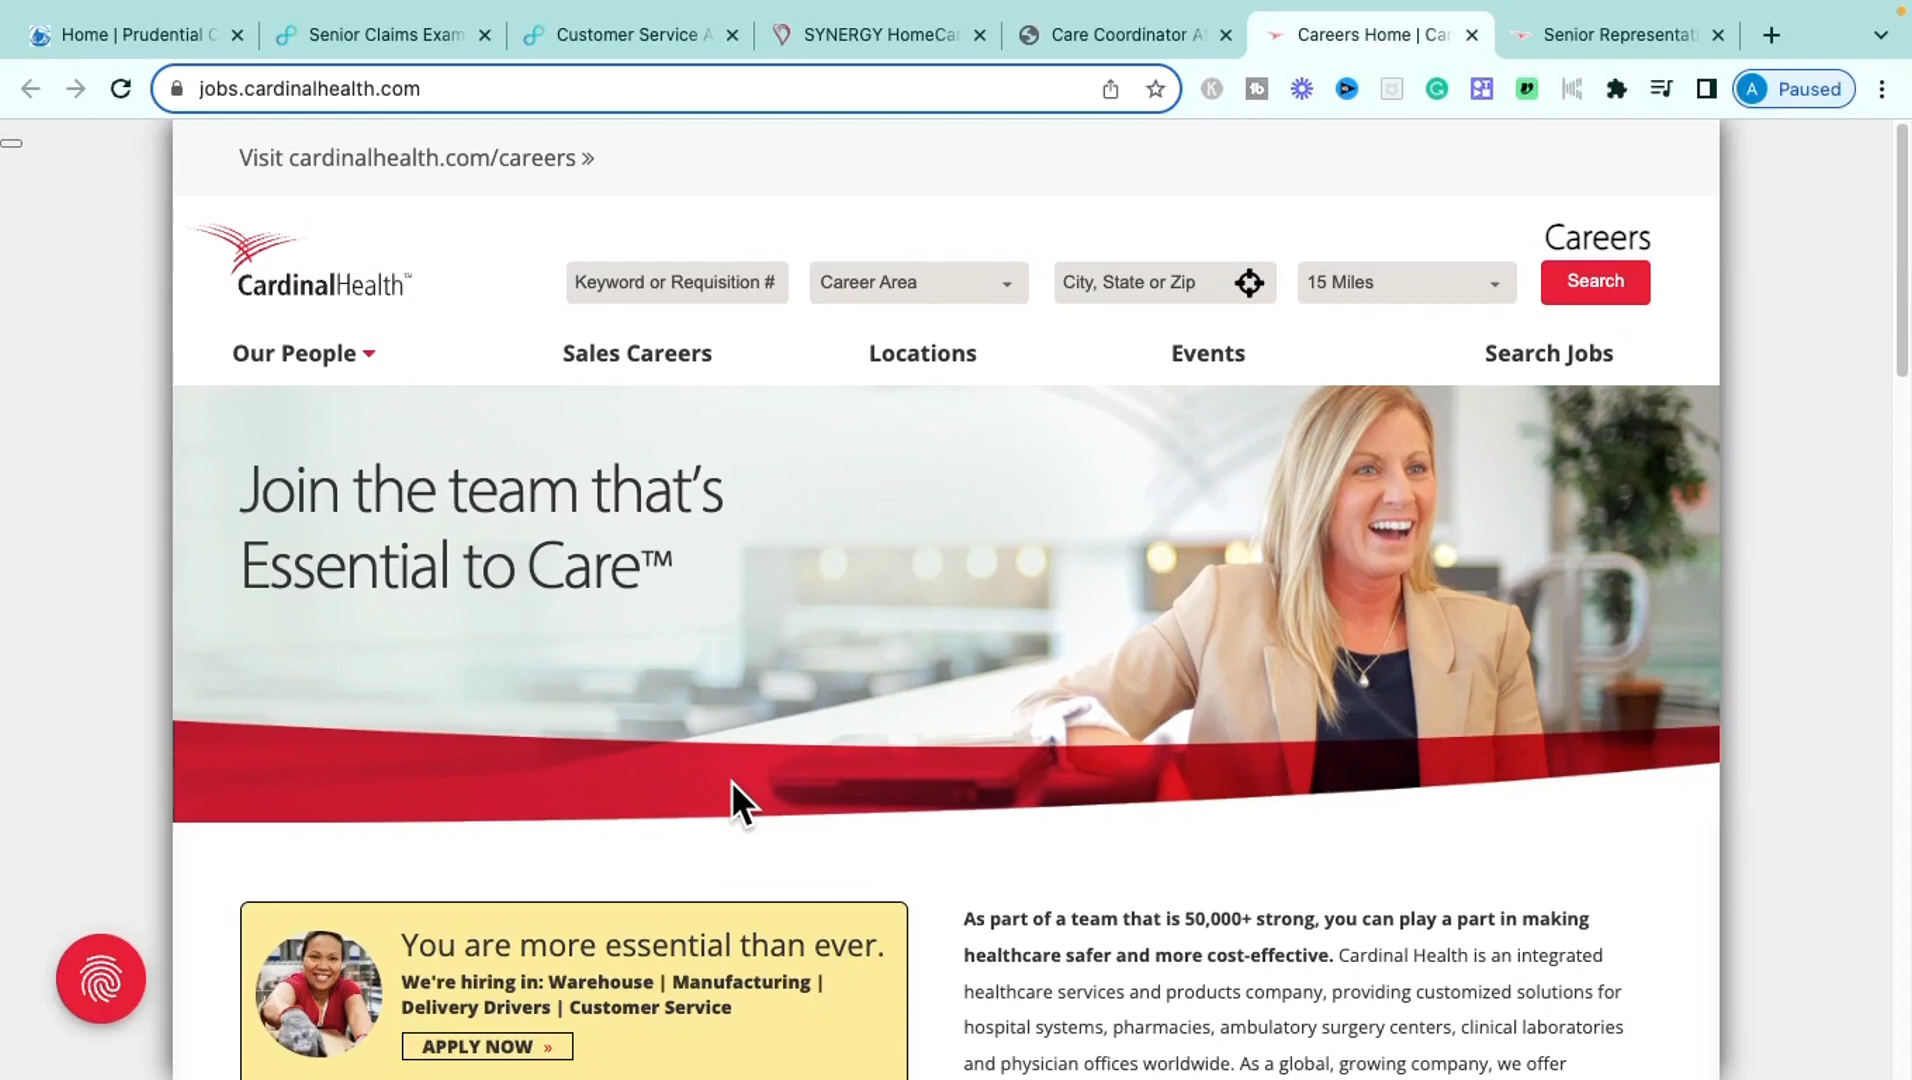 Home | Prudential C
Senior Claims Exam
Customer Service A
SYNERGY HomeCar
Care Coordinator A
Careers Home | Car
Senior Representati
jobs.cardinalhealth.com
A Paused
Visit cardinalhealth.com/careers »
CardinalHealth™
Careers
Keyword or Requisition #
Career Area
City, State or Zip
15 Miles
Search
Our People
Sales Careers
Locations
Events
Search Jobs
Join the team that's
Essential to Care™
You are more essential than ever.
We're hiring in: Warehouse | Manufacturing |
Delivery Drivers | Customer Service
APPLY NOW »
As part of a team that is 50,000+ strong, you can play a part in making
healthcare safer and more cost-effective. Cardinal Health is an integrated
healthcare services and products company, providing customized solutions for
hospital systems, pharmacies, ambulatory surgery centers, clinical laboratories
and physician offices worldwide. As a global, growing company, we offer